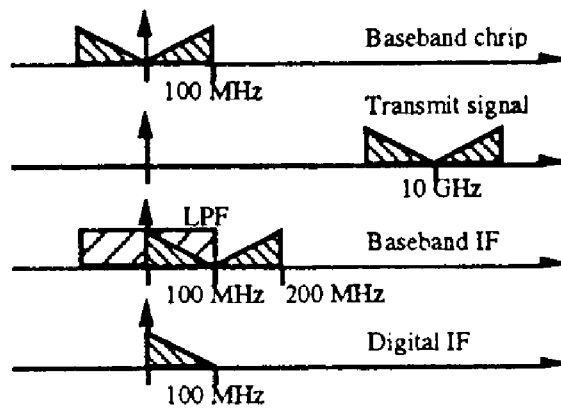 Baseband chrip
100 MHz
Transmit signal
10 GHz
LPF
Baseband IF
100 MHz 200 MHz
Digital IF
100 MHz